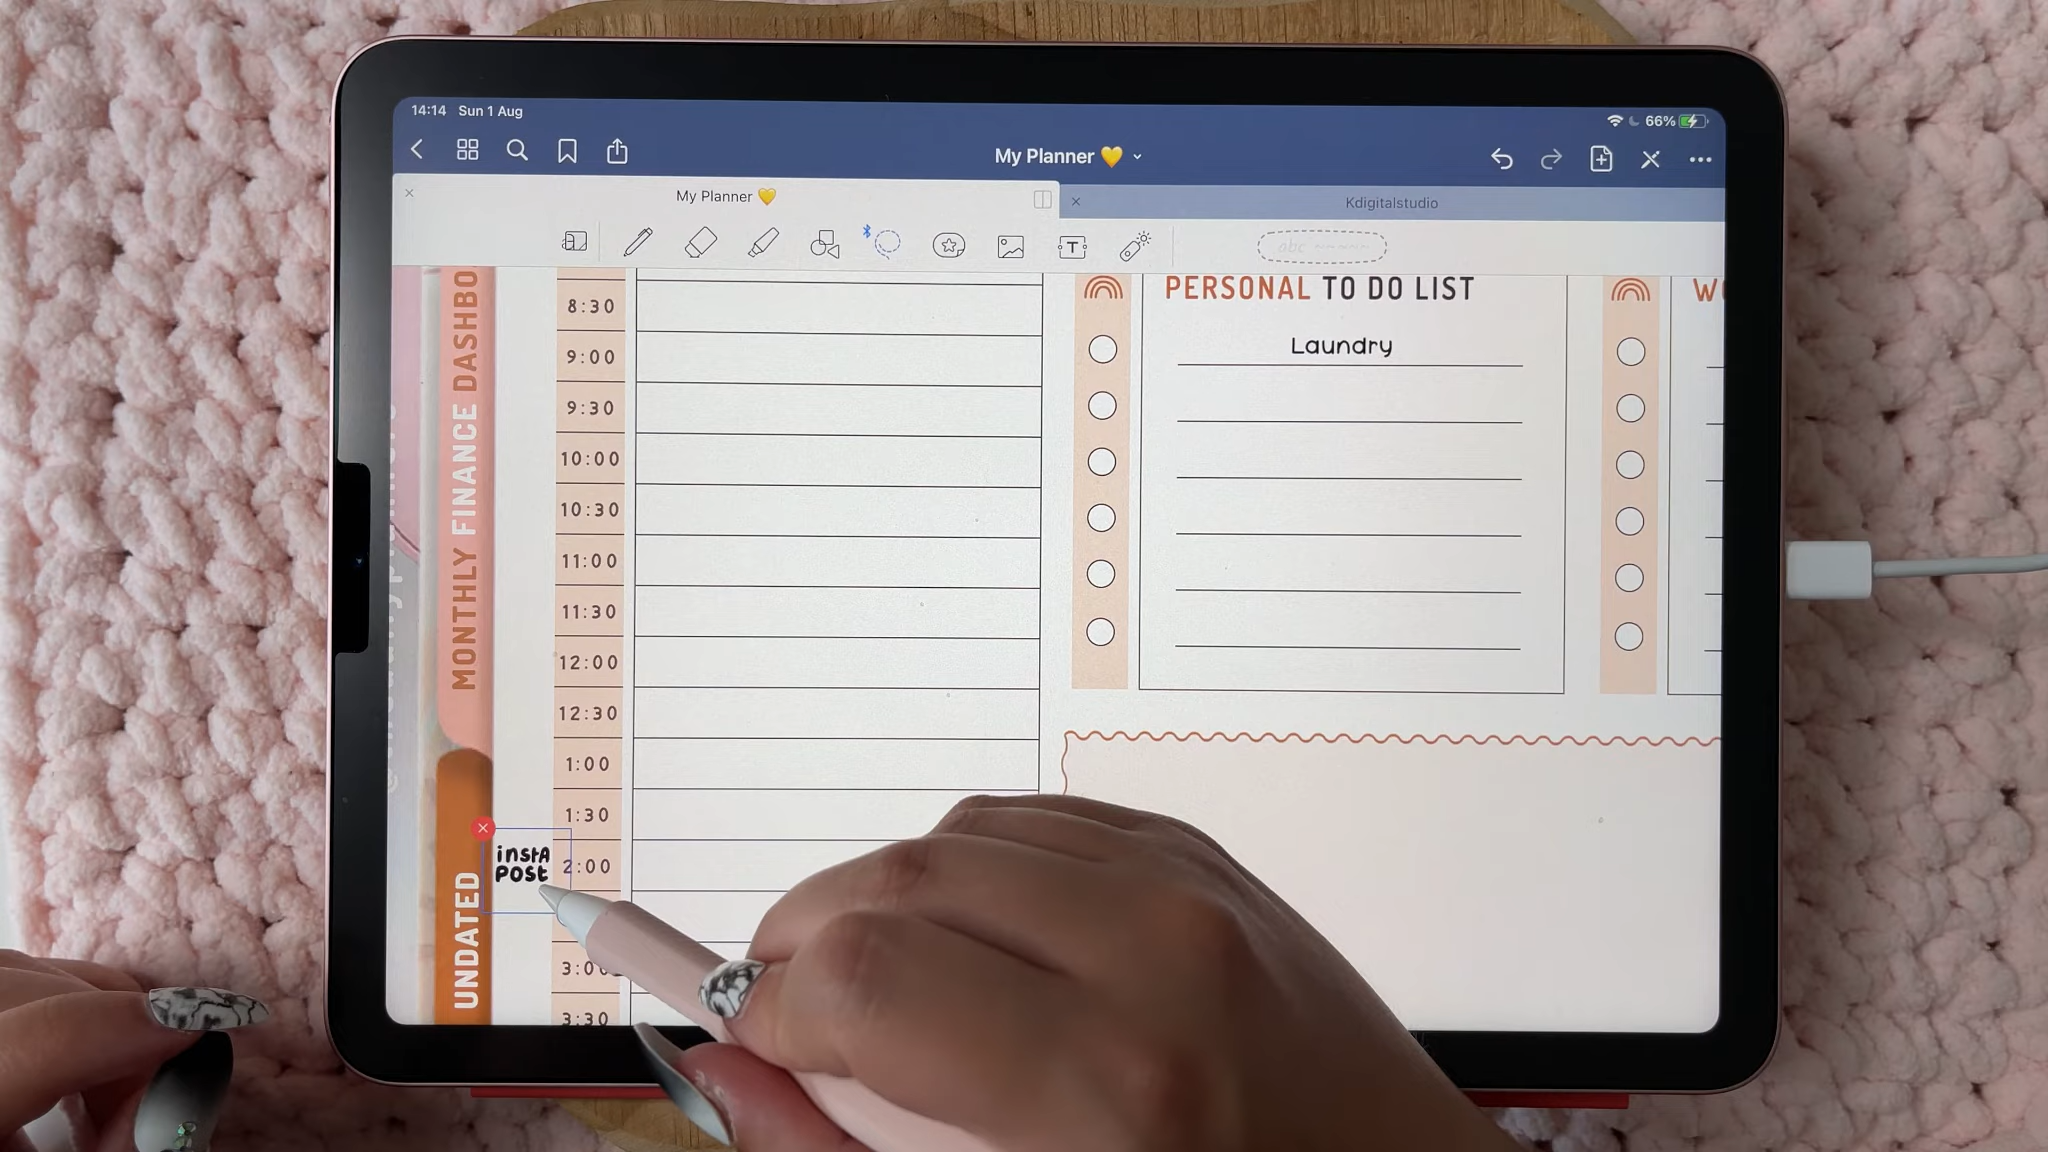 14:14 Sun 1 Aug
66%
My Planner 💛
My Planner 💛
Kdigitalstudio
T
MONTHLY FINANCE DASHBO
UNDATED
8:30
9:00
9:30
10:00
10:30
11:00
11:30
12:00
12:30
1:00
1:30
2:00
3:00
3:30
insta
post
PERSONAL TO DO LIST
Laundry